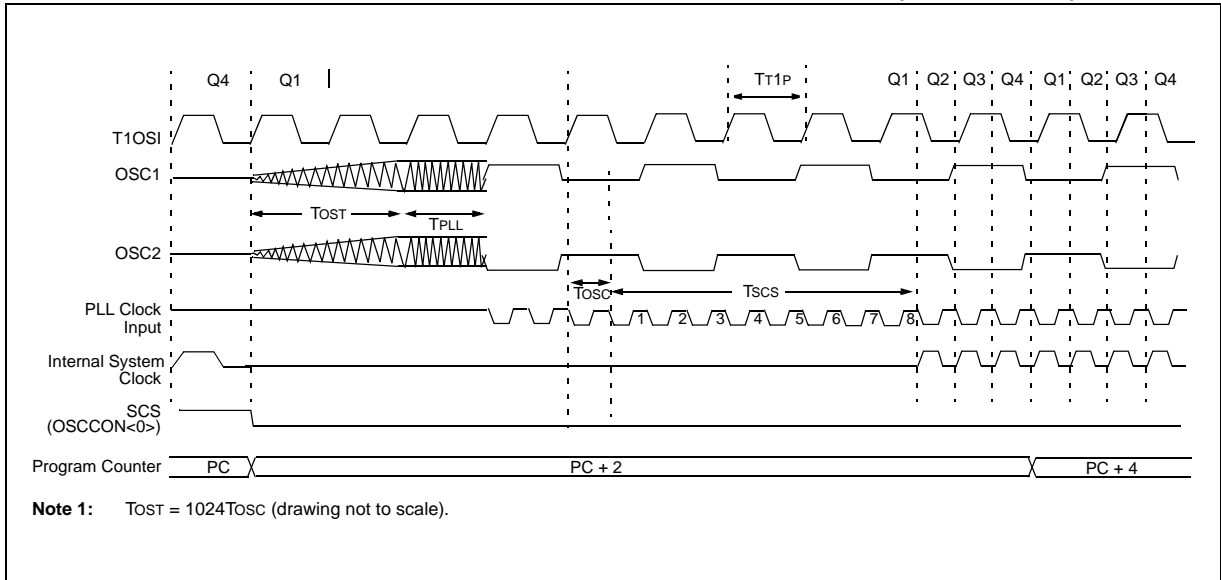 Q4 Q1 TT1P Q1 Q2 Q3 Q4 Q1 Q2 Q3 Q4
T1OSI
OSC1
TOST
TPLL
OSC2
TOSC TSCS
PLL Clock
Input
1 2 3 4 5 6 7 8
Internal System
Clock
SCS
(OSCCON<0>)
Program Counter PC PC + 2 PC + 4
Note 1: TOST = 1024TOSC (drawing not to scale).